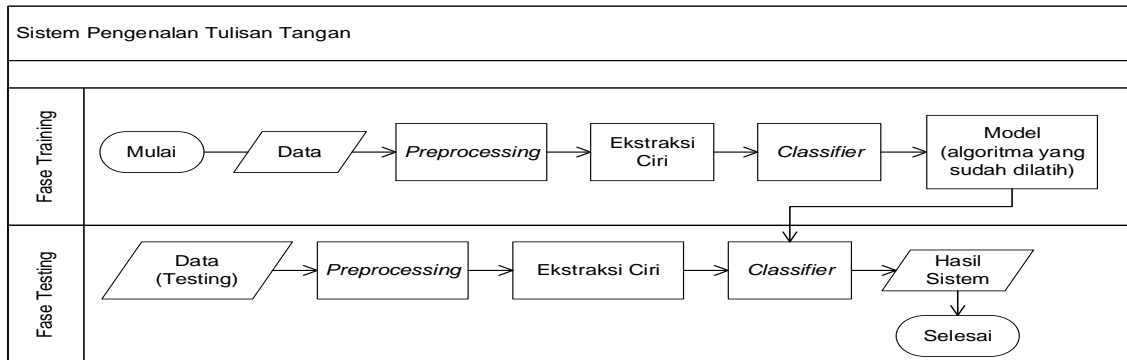 Sistem Pengenalan Tulisan Tangan
Fase Training
Mulai
Data
Preprocessing
Ekstraksi
Ciri
Classifier
Model
(algoritma yang
sudah dilatih)
Fase Testing
Data
(Testing)
Preprocessing
Ekstraksi Ciri
Classifier
Hasil
Sistem
Selesai